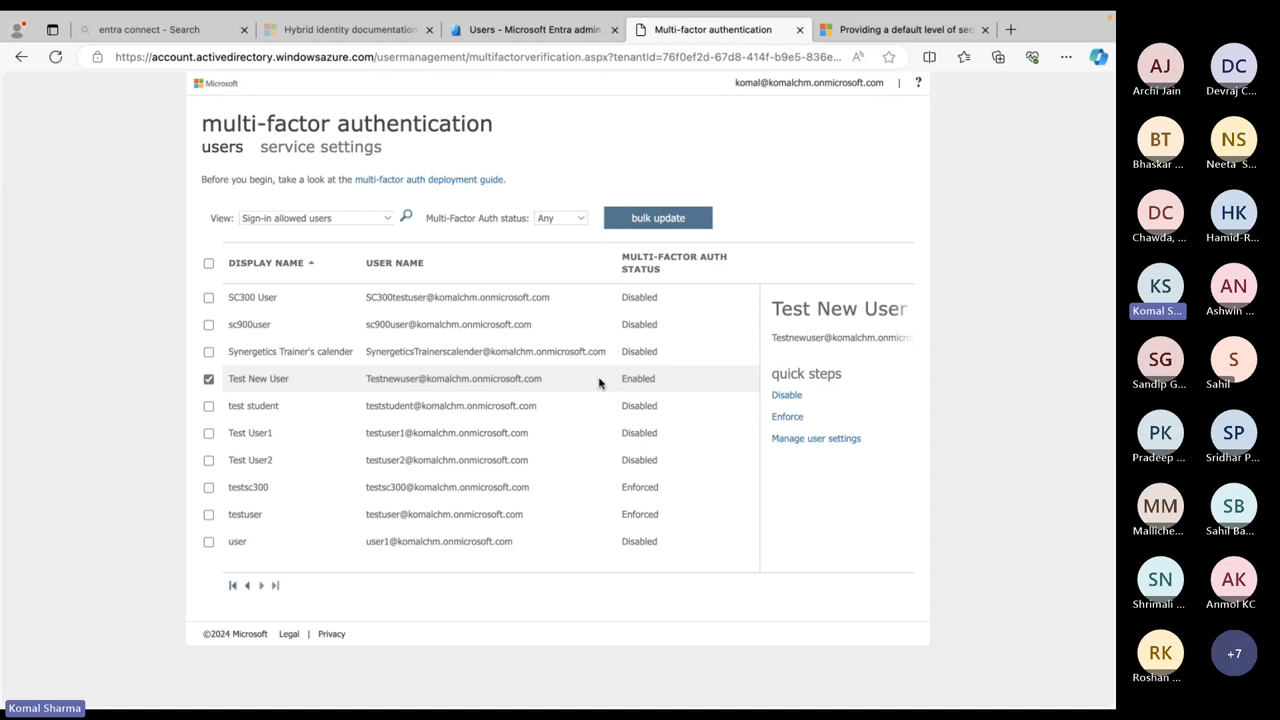 entra connect - Search
Hybrid identity documentation
Users - Microsoft Entra admin
Multi-factor authentication
Providing a default level of sec
https://account.activedirectory.windowsazure.com/usermanagement/multifactorverification.aspx?tenantId=76f0ef2d-67d8-414f-b9e5-836e...
Microsoft
komal@komalchm.onmicrosoft.com | ?
multi-factor authentication
users service settings
Before you begin, take a look at the multi-factor auth deployment guide.
View: Sign-in allowed users Multi-Factor Auth status: Any bulk update
DISPLAY NAME USER NAME MULTI-FACTOR AUTH STATUS
SC300 User SC300testuser@komalchm.onmicrosoft.com Disabled
sc900user sc900user@komalchm.onmicrosoft.com Disabled
Synergetics Trainer's calender SynergeticsTrainerscalender@komalchm.onmicrosoft.com Disabled
Test New User Testnewuser@komalchm.onmicrosoft.com Enabled
test student teststudent@komalchm.onmicrosoft.com Disabled
Test User1 testuser1@komalchm.onmicrosoft.com Disabled
Test User2 testuser2@komalchm.onmicrosoft.com Disabled
testsc300 testsc300@komalchm.onmicrosoft.com Enforced
testuser testuser@komalchm.onmicrosoft.com Enforced
user user1@komalchm.onmicrosoft.com Disabled
Test New User
Testnewuser@komalchm.onmicro
quick steps
Disable
Enforce
Manage user settings
©2024 Microsoft Legal | Privacy
Komal Sharma
AJ DC
Archi Jain Devraj C...
BT NS
Bhaskar ... Neeta S...
DC HK
Chawda, ... Hamid-R...
KS AN
Komal S... Ashwin ...
SG S
Sandip G... Sahil
PK SP
Pradeep ... Sridhar P...
MM SB
Malliche... Sahil Ba...
SN AK
Shrimali ... Anmol KC
RK +7
Roshan ...